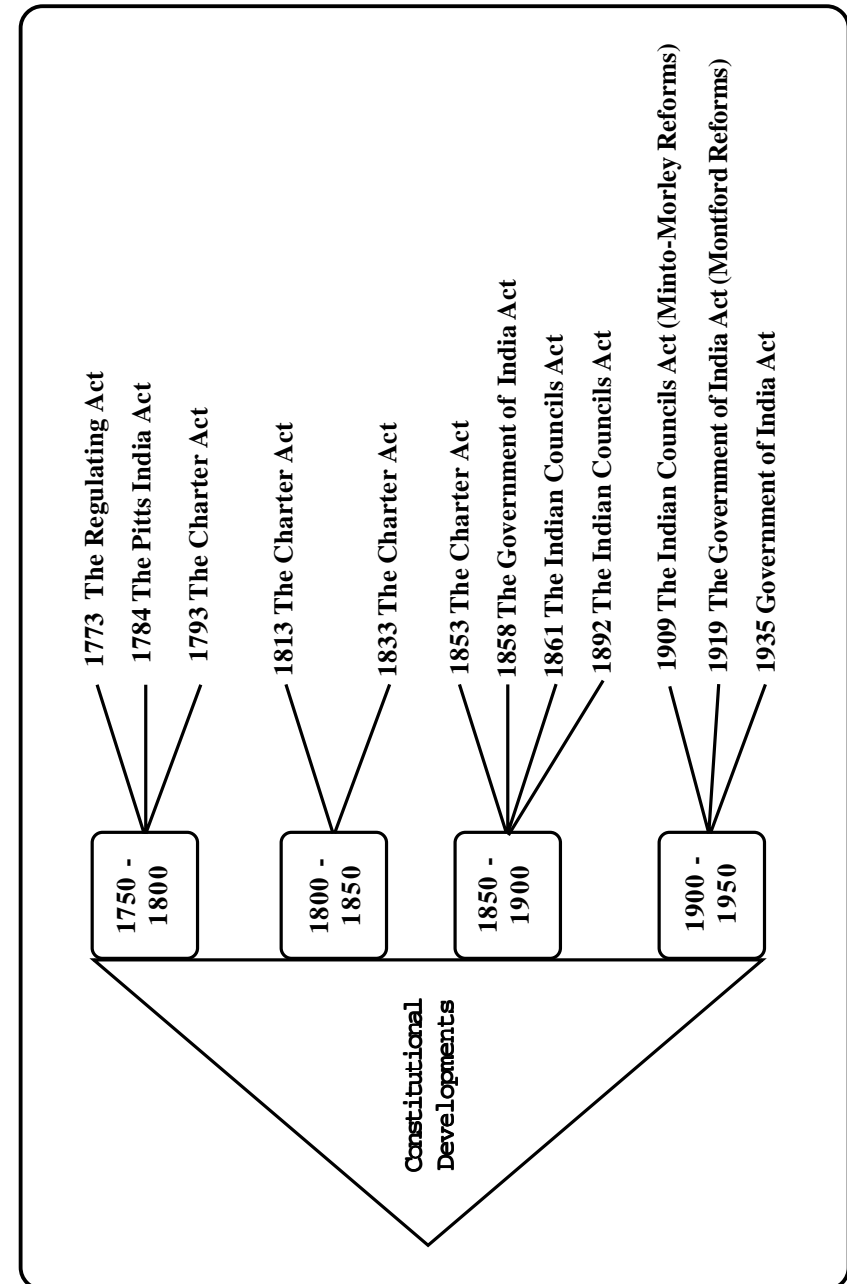 Constitutional
Developments
1750 -
1800
1773 The Regulating Act
1784 The Pitts India Act
1793 The Charter Act
1800 -
1850
1813 The Charter Act
1833 The Charter Act
1850 -
1900
1853 The Charter Act
1858 The Government of India Act
1861 The Indian Councils Act
1892 The Indian Councils Act
1900 -
1950
1909 The Indian Councils Act (Minto-Morley Reforms)
1919 The Government of India Act (Montford Reforms)
1935 Government of India Act